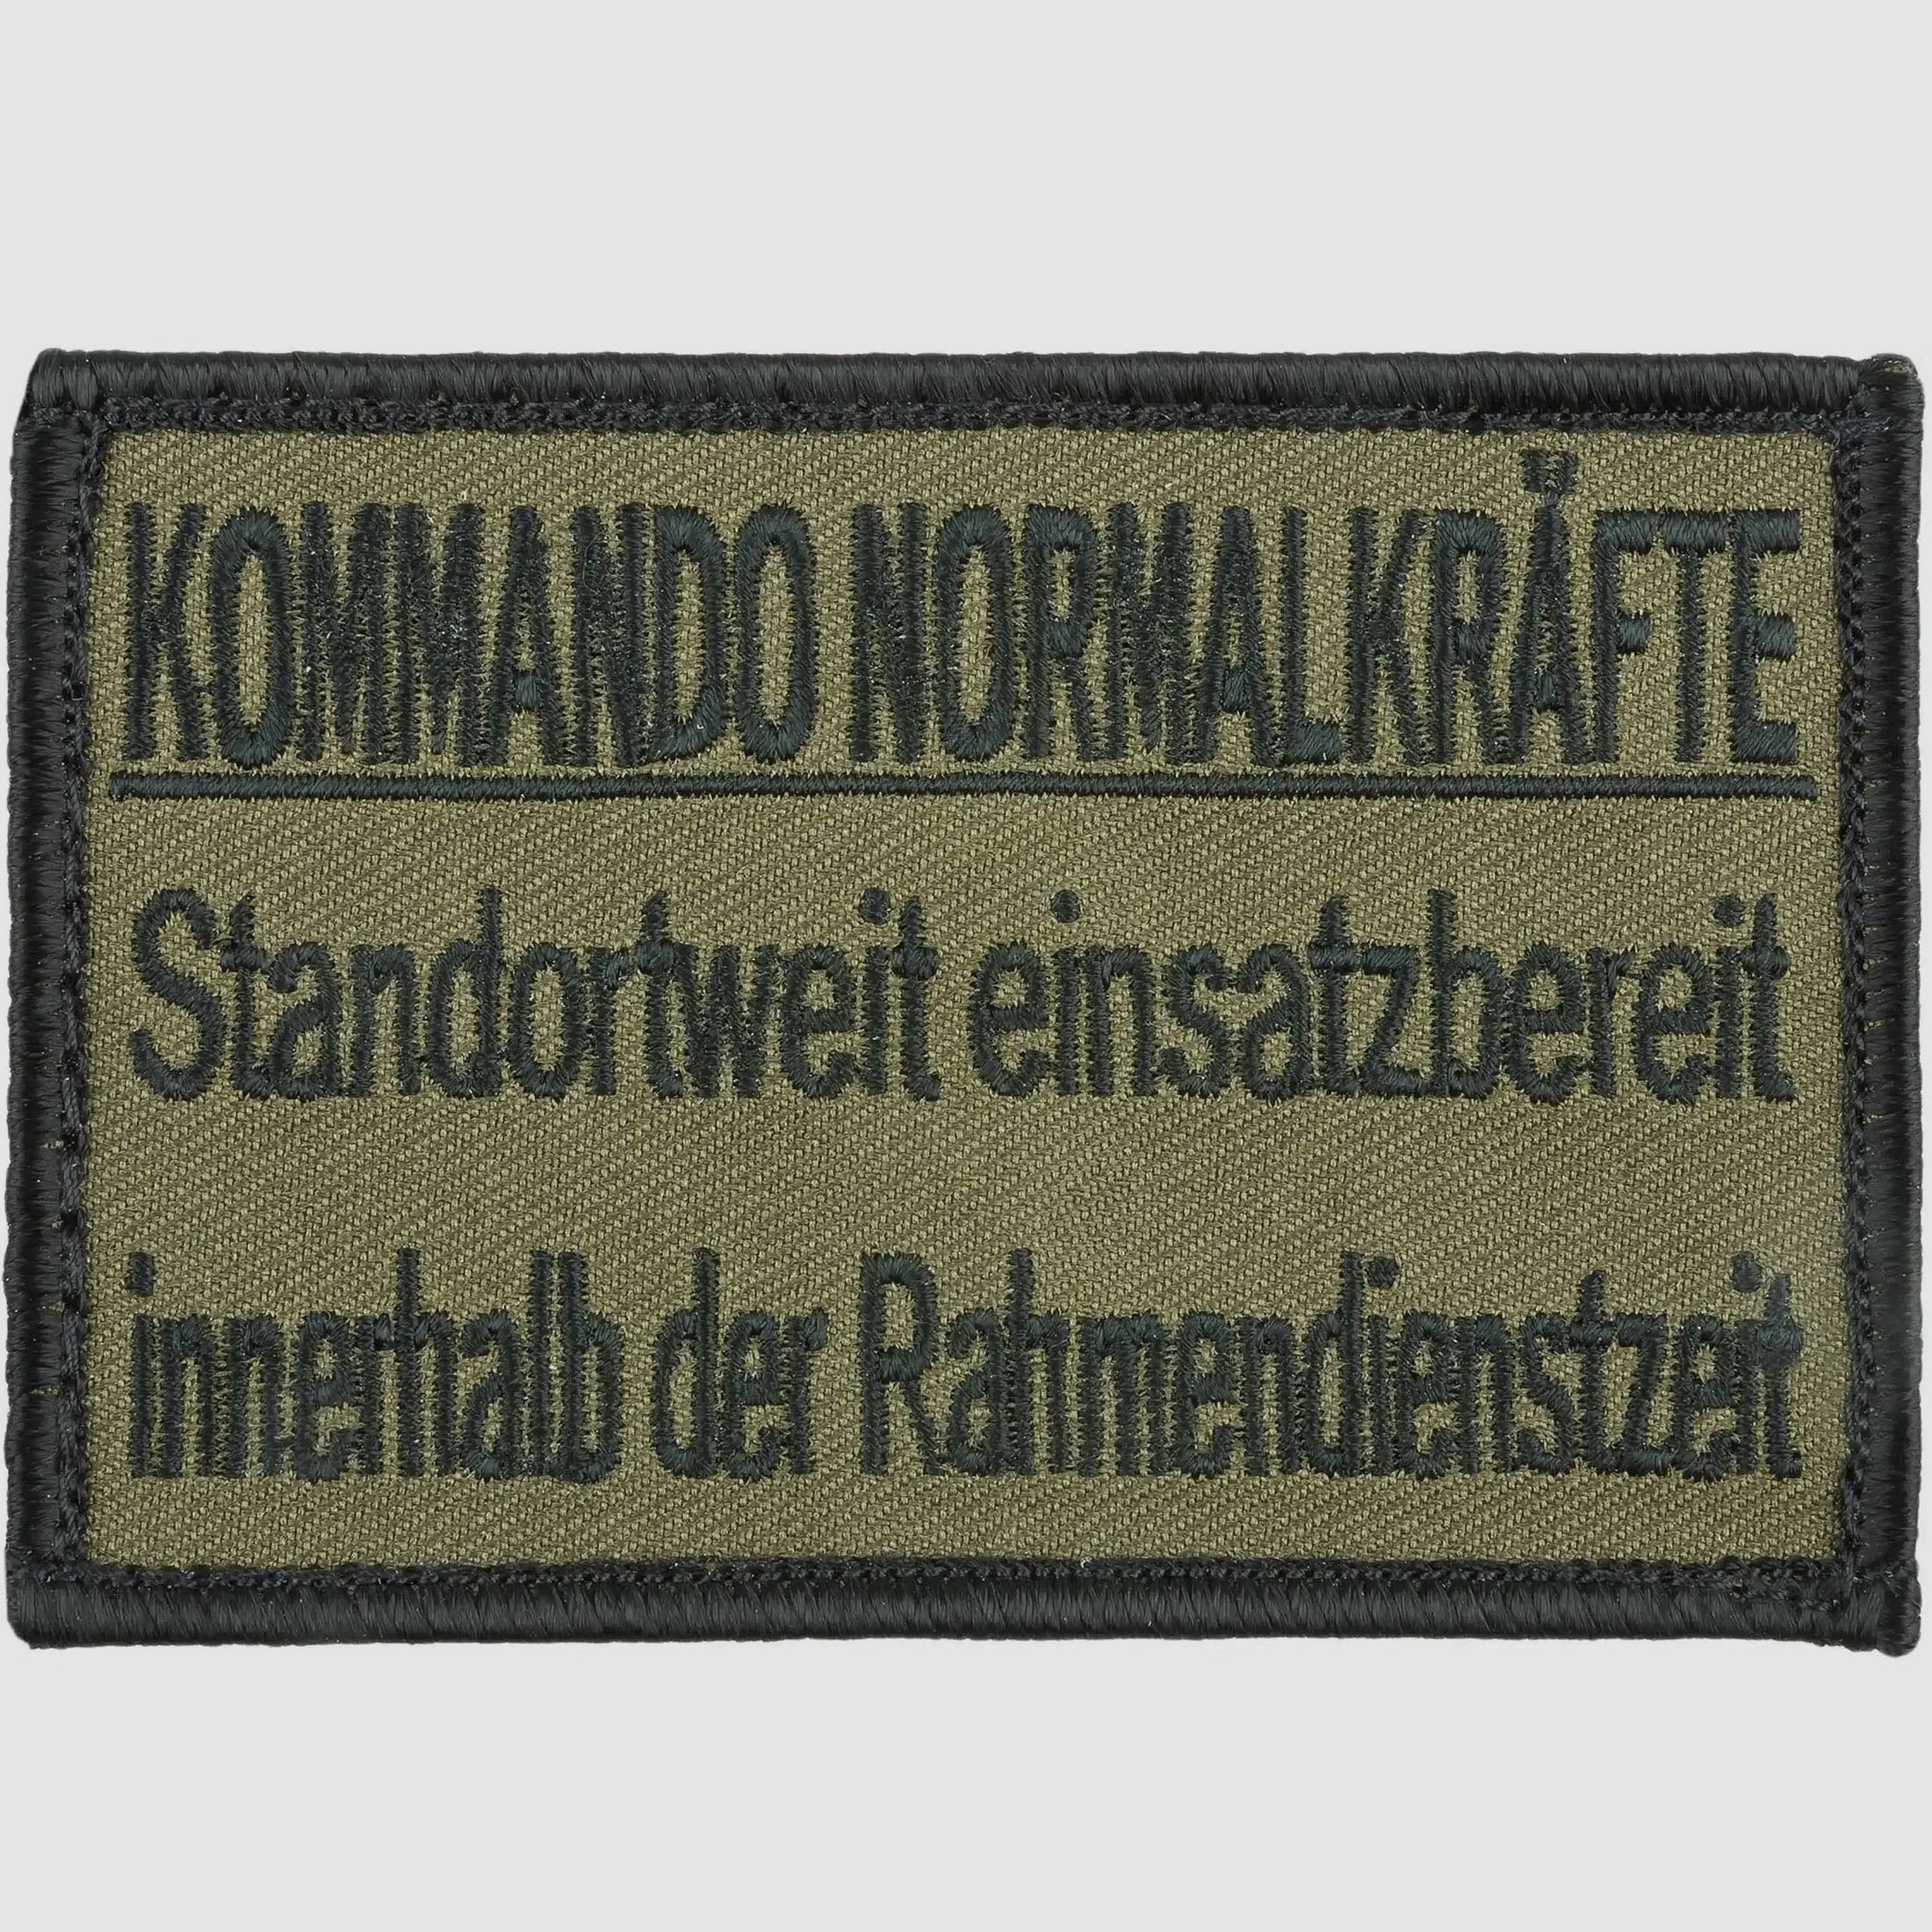 KOMMANDO NORMALKRÄFTE
Standortweit einsatzbereit
innerhalb der Rahmendienstzeit